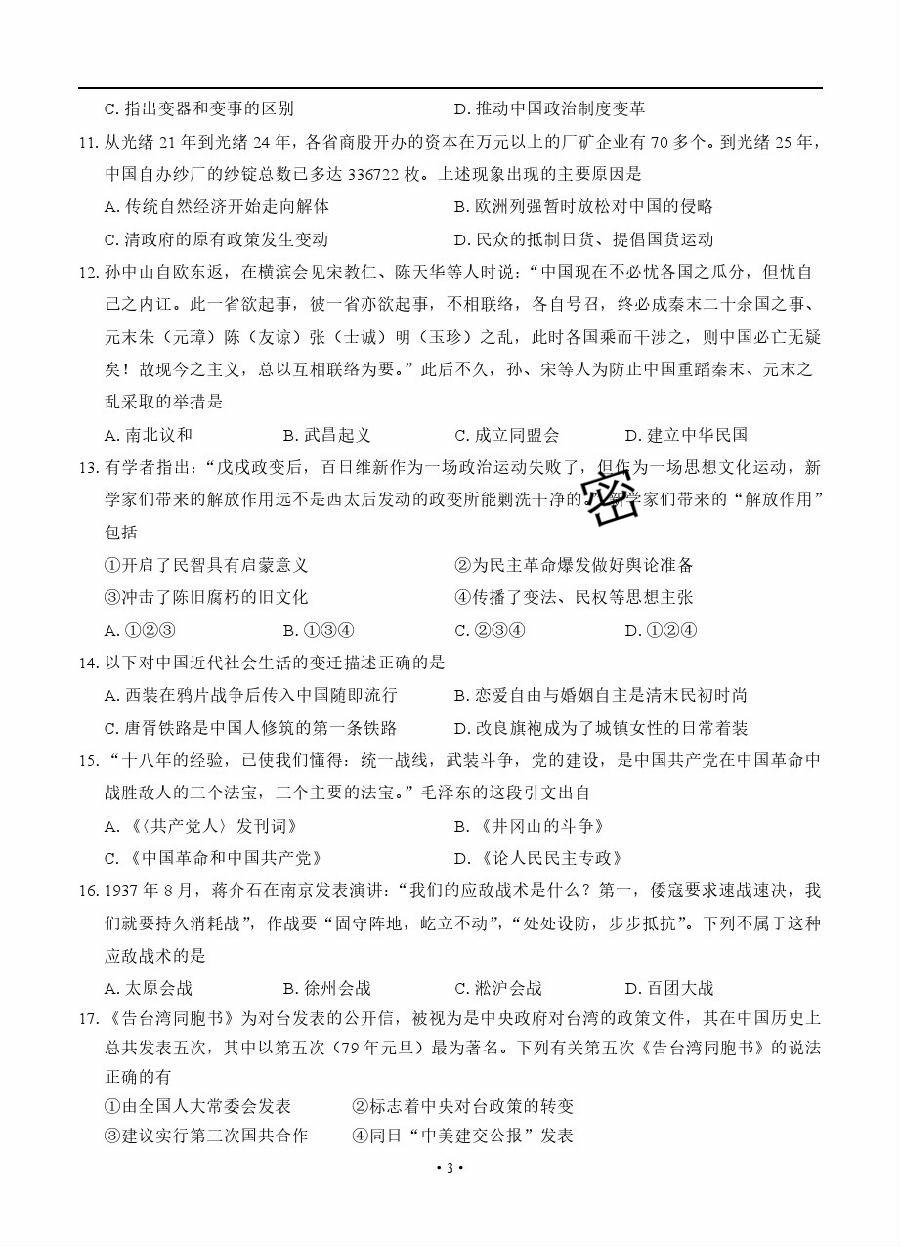 C. 指出变器和变事的区别 D. 推动中国政治制度变革
11. 从光绪 21 年到光绪 24 年，各省商股开办的资本在万元以上的厂矿企业有 70 多个。到光绪 25 年，
中国自办纱厂的纱锭总数已多达 336722 枚。上述现象出现的主要原因是
A. 传统自然经济开始走向解体 B. 欧洲列强暂时放松对中国的侵略
C. 清政府的原有政策发生变动 D. 民众的抵制日货、提倡国货运动
12. 孙中山自欧东返，在横滨会见宋教仁、陈天华等人时说：“中国现在不必忧各国之瓜分，但忧自
己之内讧。此一省欲起事，彼一省亦欲起事，不相联络，各自号召，终必成秦末二十余国之事、
元末朱（元璋）陈（友谅）张（士诚）明（玉珍）之乱，此时各国乘而干涉之，则中国必亡无疑
矣！故现今之主义，总以互相联络为要。”此后不久，孙、宋等人为防止中国重蹈秦末、元末之
乱采取的举措是
A. 南北议和 B. 武昌起义 C. 成立同盟会 D. 建立中华民国
13. 有学者指出：“戊戌政变后，百日维新作为一场政治运动失败了，但作为一场思想文化运动，新
学家们带来的解放作用远不是西太后发动的政变所能剿洗干净的。”新学家们带来的“解放作用”
包括
密
①开启了民智具有启蒙意义 ②为民主革命爆发做好舆论准备
③冲击了陈旧腐朽的旧文化 ④传播了变法、民权等思想主张
A. ①②③ B. ①③④ C. ②③④ D. ①②④
14. 以下对中国近代社会生活的变迁描述正确的是
A. 西装在鸦片战争后传入中国随即流行 B. 恋爱自由与婚姻自主是清末民初时尚
C. 唐胥铁路是中国人修筑的第一条铁路 D. 改良旗袍成为了城镇女性的日常着装
15. “十八年的经验，已使我们懂得：统一战线，武装斗争，党的建设，是中国共产党在中国革命中
战胜敌人的三个法宝，三个主要的法宝。”毛泽东的这段引文出自
A. 《〈共产党人〉发刊词》 B. 《井冈山的斗争》
C. 《中国革命和中国共产党》 D. 《论人民民主专政》
16. 1937 年 8 月，蒋介石在南京发表演讲：“我们的应敌战术是什么？第一，倭寇要求速战速决，我
们就要持久消耗战”，作战要“固守阵地，屹立不动”，“处处设防，步步抵抗”。下列不属于这种
应敌战术的是
A. 太原会战 B. 徐州会战 C. 淞沪会战 D. 百团大战
17. 《告台湾同胞书》为对台发表的公开信，被视为是中央政府对台湾的政策文件，其在中国历史上
总共发表五次，其中以第五次（79 年元旦）最为著名。下列有关第五次《告台湾同胞书》的说法
正确的有
①由全国人大常委会发表 ②标志着中央对台政策的转变
③建议实行第三次国共合作 ④同日“中美建交公报”发表
· 3 ·